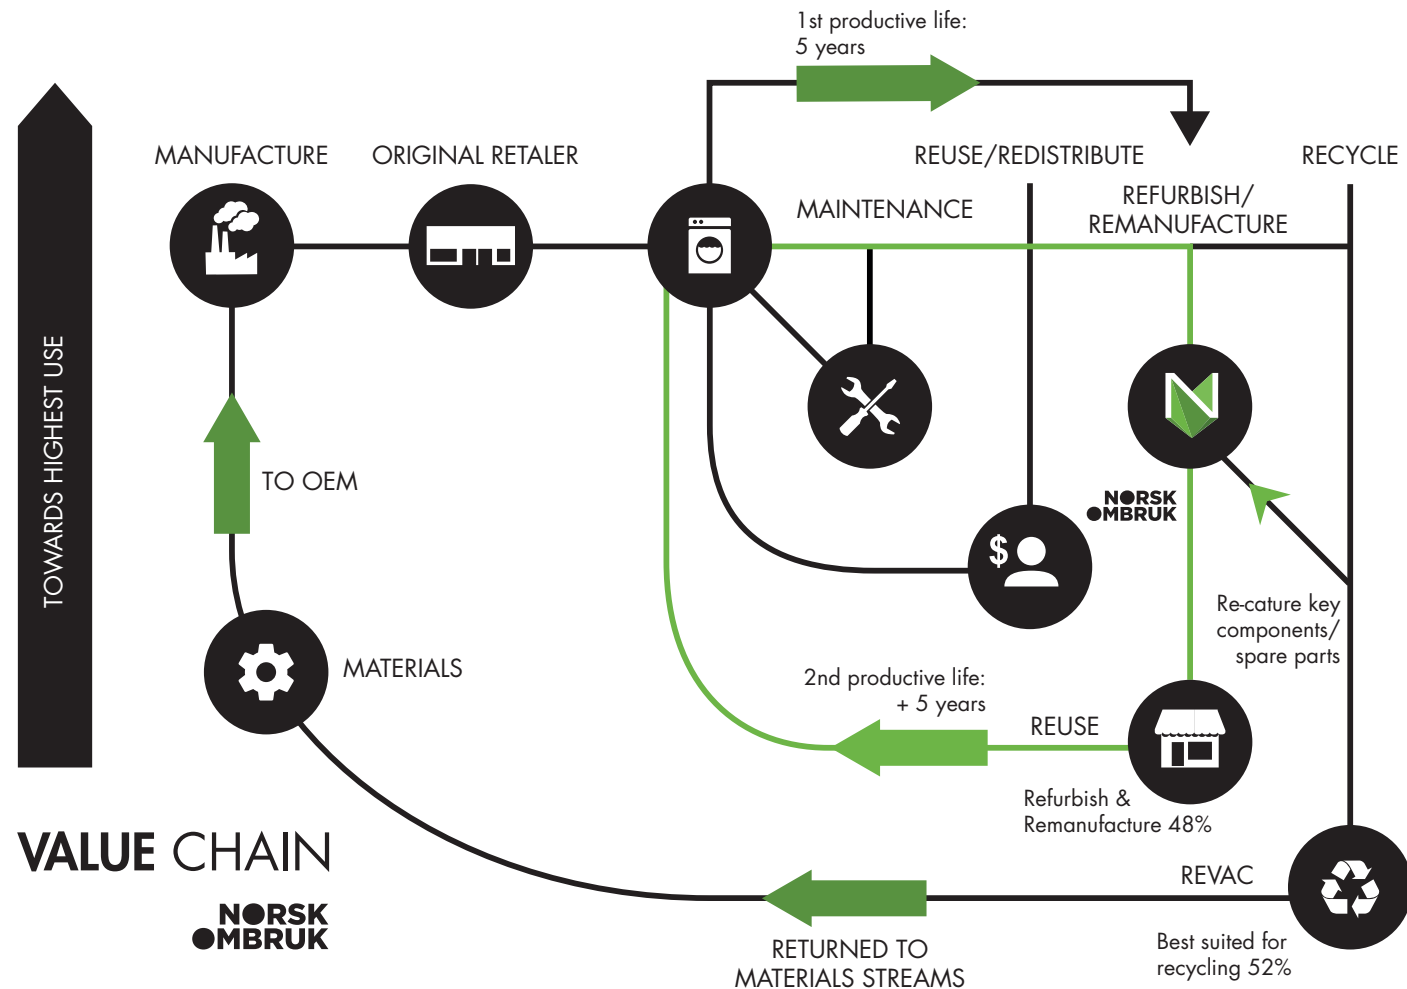 1st productive life:
5 years
MANUFACTURE
ORIGINAL RETALER
REUSE/REDISTRIBUTE
RECYCLE
MAINTENANCE
REFURBISH/
REMANUFACTURE
TOWARDS HIGHEST USE
TO OEM
NORSK
OMBRUK
$
Re-cature key
components/
spare parts
MATERIALS
2nd productive life:
+ 5 years
REUSE
Refurbish &
Remanufacture 48%
VALUE CHAIN
NORSK
OMBRUK
REVAC
Best suited for
recycling 52%
RETURNED TO
MATERIALS STREAMS